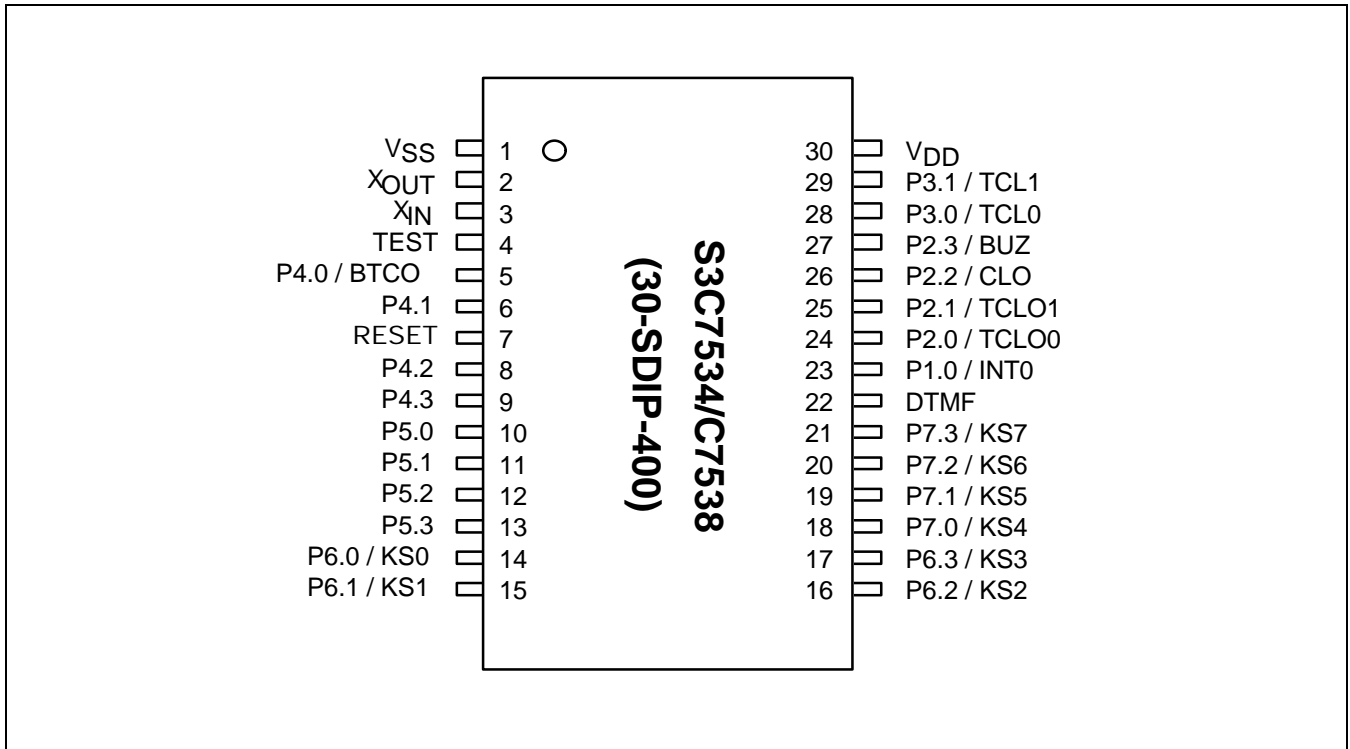 VSS 1
XOUT 2
XIN 3
TEST 4
P4.0 / BTCO 5
P4.1 6
RESET 7
P4.2 8
P4.3 9
P5.0 10
P5.1 11
P5.2 12
P5.3 13
P6.0 / KS0 14
P6.1 / KS1 15
S3C7534/C7538
(30-SDIP-400)
30 VDD
29 P3.1 / TCL1
28 P3.0 / TCL0
27 P2.3 / BUZ
26 P2.2 / CLO
25 P2.1 / TCLO1
24 P2.0 / TCLO0
23 P1.0 / INT0
22 DTMF
21 P7.3 / KS7
20 P7.2 / KS6
19 P7.1 / KS5
18 P7.0 / KS4
17 P6.3 / KS3
16 P6.2 / KS2